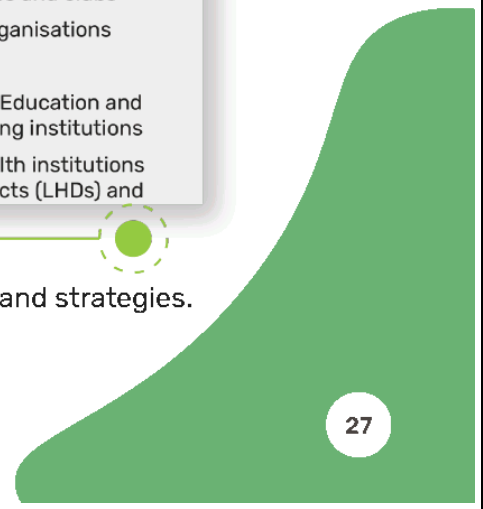 ganisations
Education and
ng institutions
lth institutions
cts (LHDs) and
and strategies.
27